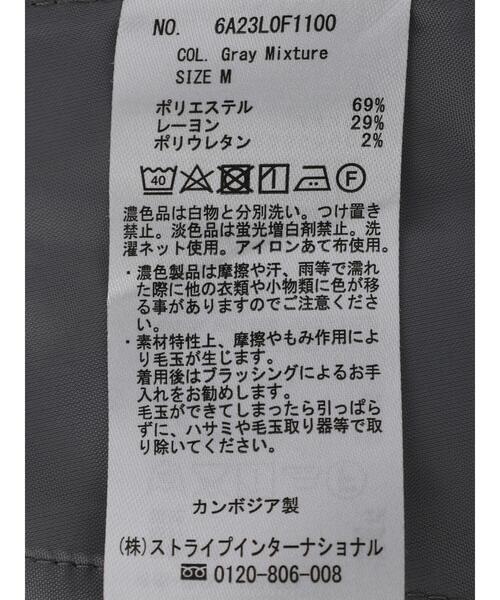 NO. 6A23L0F1100
COL. Gray Mixture
SIZE M
ポリエステル 69%
レーヨン 29%
ポリウレタン 2%
40
F
濃色品は白物と分別洗い。つけ置き
禁止。淡色品は蛍光増白剤禁止。洗
濯ネット使用。アイロンあて布使用。
・濃色製品は摩擦や汗、雨等で濡れ
た際に他の衣類や小物類に色が移
る事がありますのでご注意くださ
い。
・素材特性上、摩擦やもみ作用によ
り毛玉が生じます。
着用後はブラッシングによるお手
入れをお勧めします。
毛玉ができてしまったら引っぱら
ずに、ハサミや毛玉取り器等で取
り除いてください。
カンボジア製
(株)ストライプインターナショナル
0120-806-008